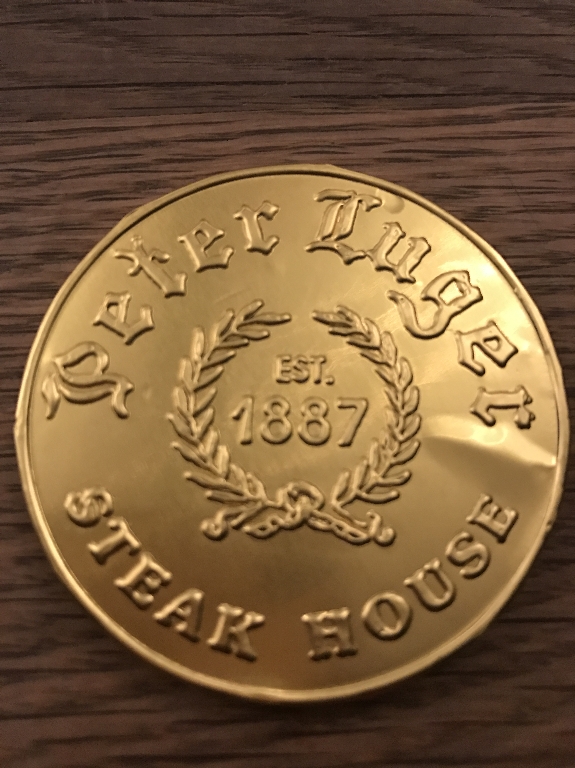 Peter Luger
EST.
1887
STEAK HOUSE